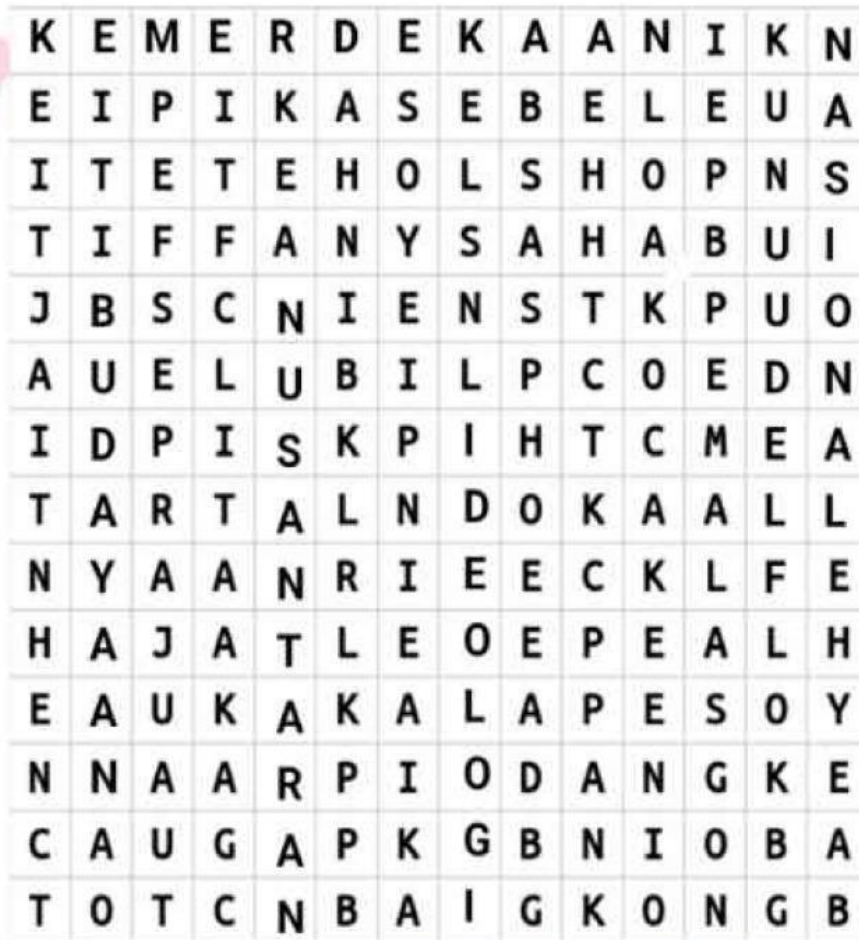 K E M E R D E K A A N I K N
E I P I K A S E B E L E U A
I T E T E H O L S H O P N S
T I F F A N Y S A H A B U I
J B S C N I E N S T K P U O
A U E L U B I L P C O E D N
I D P I S K P I H T C M E A
T A R T A L N D O K A A L L
N Y A A N R I E E C K L F E
H A J A T L E O E P E A L H
E A U K A K A L A P E S O Y
N N A A R P I O D A N G K E
C A U G A P K G B N I O B A
T O T C N B A I G K O N G B